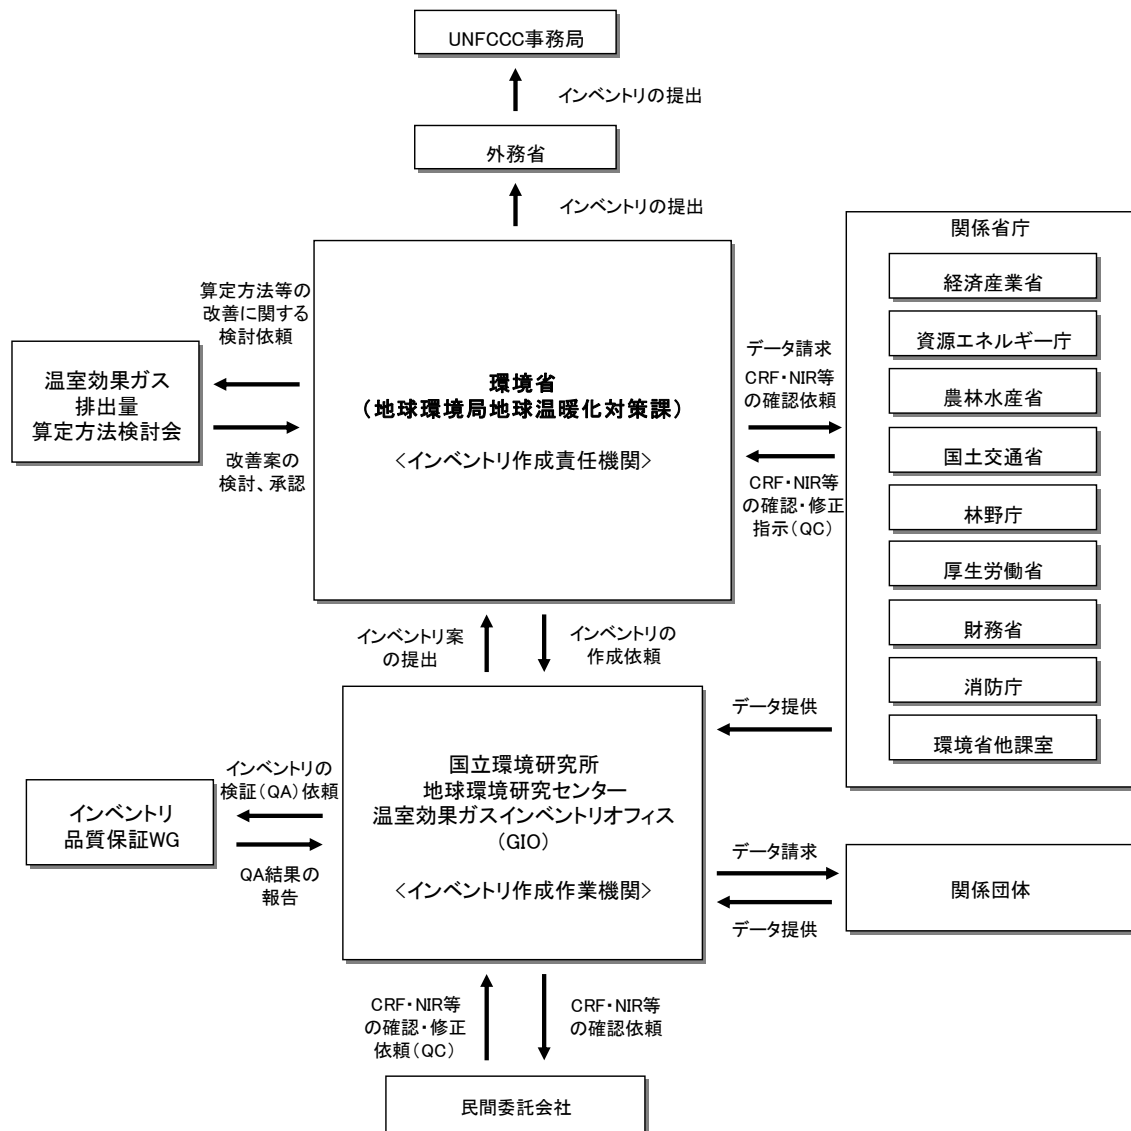 UNFCCC事務局
インベントリの提出
外務省
インベントリの提出
関係省庁
経済産業省
資源エネルギー庁
農林水産省
国土交通省
林野庁
厚生労働省
財務省
消防庁
環境省他課室
算定方法等の
改善に関する
検討依頼
温室効果ガス
排出量
算定方法検討会
改善案の
検討、承認
環境省
(地球環境局地球温暖化対策課)
<インベントリ作成責任機関>
データ請求
CRF・NIR等
の確認依頼
CRF・NIR等
の確認・修正
指示(QC)
インベントリ案
の提出
インベントリの
作成依頼
データ提供
インベントリの
検証(QA)依頼
インベントリ
品質保証WG
QA結果の
報告
国立環境研究所
地球環境研究センター
温室効果ガスインベントリオフィス
(GIO)
<インベントリ作成作業機関>
データ請求
関係団体
データ提供
CRF・NIR等
の確認・修正
依頼(QC)
CRF・NIR等
の確認依頼
民間委託会社